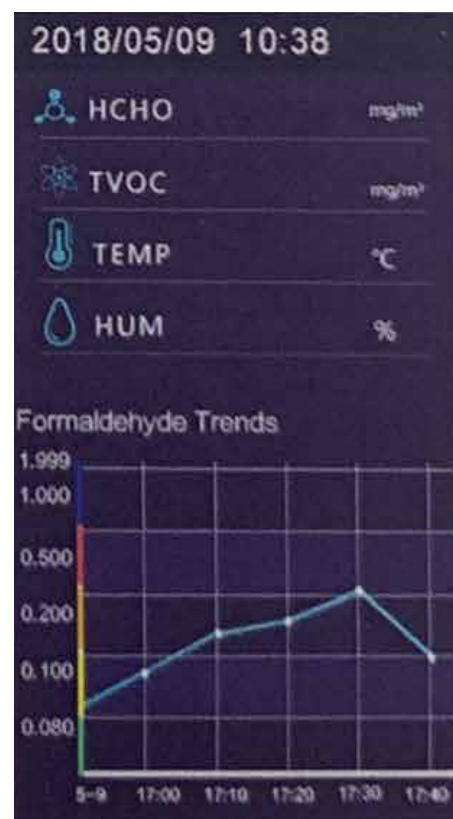 2018/05/09 10:38
HCHO mg/m³
TVOC mg/m³
TEMP °C
HUM %
Formaldehyde Trends
1.999
1.000
0.500
0.200
0.100
0.080
5-9 17:00 17:10 17:20 17:30 17:40